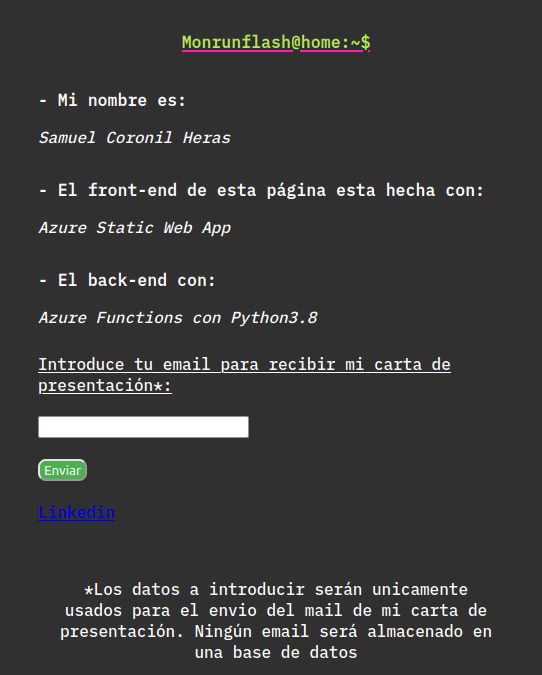 Monrunflash@home:~$
- Mi nombre es:
Samuel Coronil Heras
- El front-end de esta página esta hecha con:
Azure Static Web App
- El back-end con:
Azure Functions con Python3.8
Introduce tu email para recibir mi carta de
presentación*:
Enviar
Linkedin
*Los datos a introducir serán unicamente
usados para el envio del mail de mi carta de
presentación. Ningún email será almacenado en
una base de datos